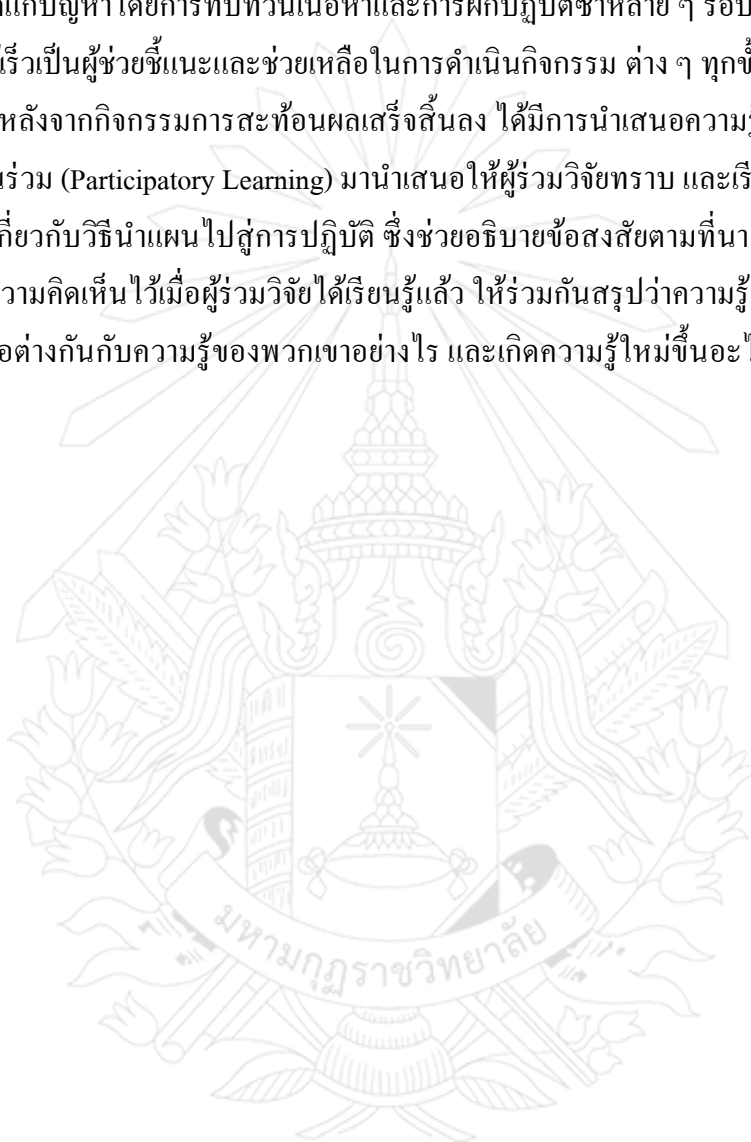 แก้ปัญหาโดยการทบทวนเนื้อหาและการฝึกปฏิบัติซ้ำหลาย ๆ รอบ
เร็วเป็นผู้ช่วยชี้แนะและช่วยเหลือในการดำเนินกิจกรรม ต่าง ๆ
หลังจากกิจกรรมการสะท้อนผลเสร็จสิ้นลง ได้มีการนำเสนอความรู้
ร่วม (Participatory Learning) มานำเสนอให้ผู้ร่วมวิจัยทราบ และ
เกี่ยวกับวิธีนำแผนไปสู่การปฏิบัติ ซึ่งช่วยอธิบายข้อสงสัยตามที่
ความคิดเห็นไว้เมื่อผู้ร่วมวิจัยได้เรียนรู้แล้ว ให้ร่วมกันสรุปว่าความรู้
ต่างกันกับความรู้ของพวกเขาอย่างไร และเกิดความรู้ใหม่ขึ้น
มหามกุฏราชวิทยาลัย